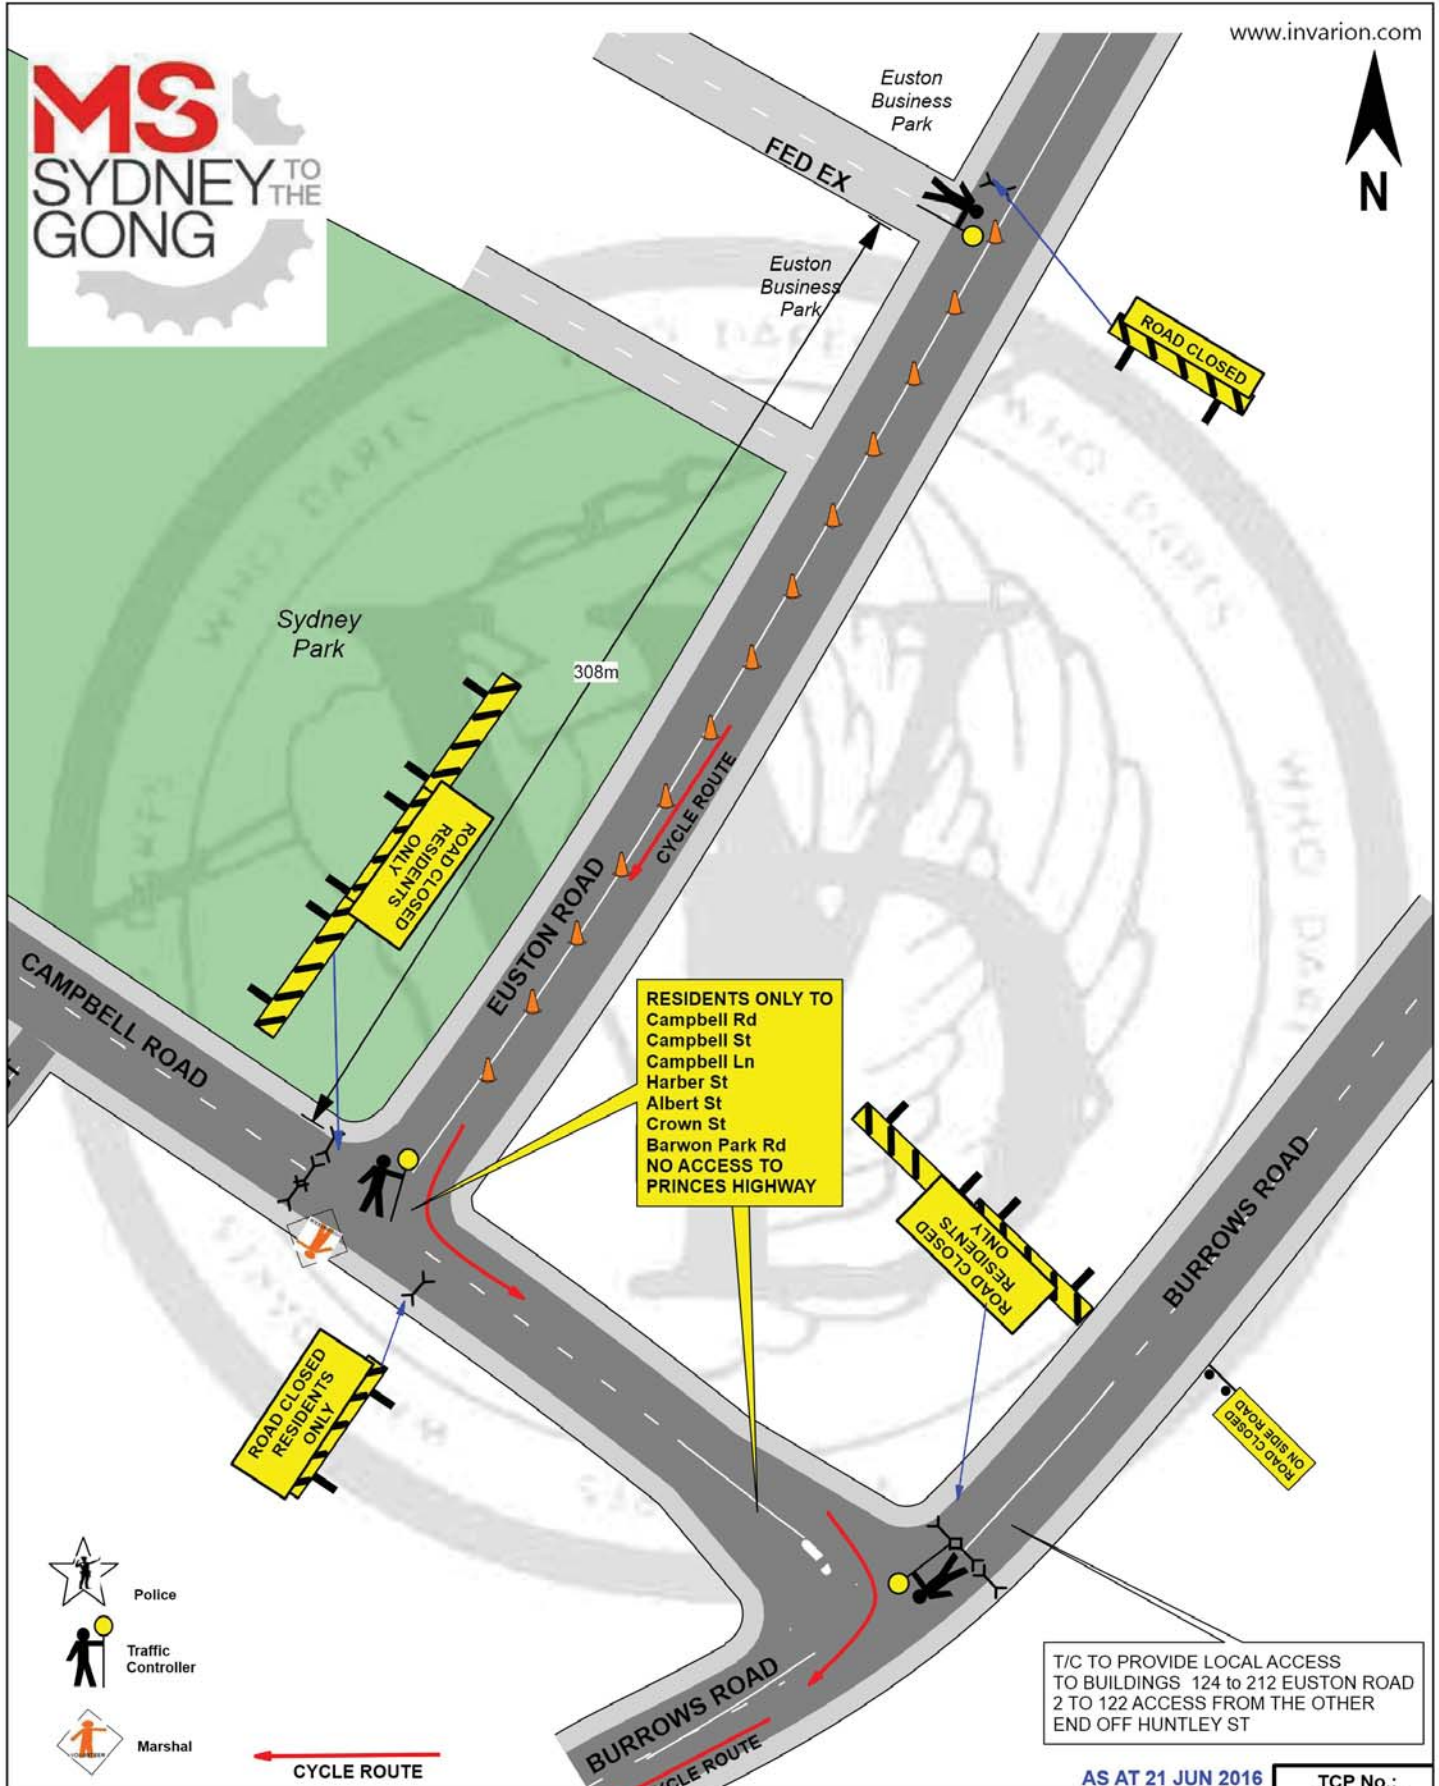 www.invarion.com
MS
SYDNEY TO THE
GONG
N
Euston
Business
Park
FED EX
Euston
Business
Park
ROAD CLOSED
Sydney
Park
308m
ROAD CLOSED
RESIDENTS
ONLY
CYCLE ROUTE
EUSTON ROAD
CAMPBELL ROAD
RESIDENTS ONLY TO
Campbell Rd
Campbell St
Campbell Ln
Harber St
Albert St
Crown St
Barwon Park Rd
NO ACCESS TO
PRINCES HIGHWAY
BURROWS ROAD
ROAD CLOSED
RESIDENTS
ONLY
ROAD CLOSED
RESIDENTS
ONLY
ROAD CLOSED
ON SIDE ROAD
Police
Traffic
Controller
Marshal
VOLUNTEER
CYCLE ROUTE
BURROWS ROAD
CYCLE ROUTE
T/C TO PROVIDE LOCAL ACCESS
TO BUILDINGS 124 to 212 EUSTON ROAD
2 TO 122 ACCESS FROM THE OTHER
END OFF HUNTLEY ST
AS AT 21 JUN 2016
TCP No.:
WHO DARES
WHO DARES